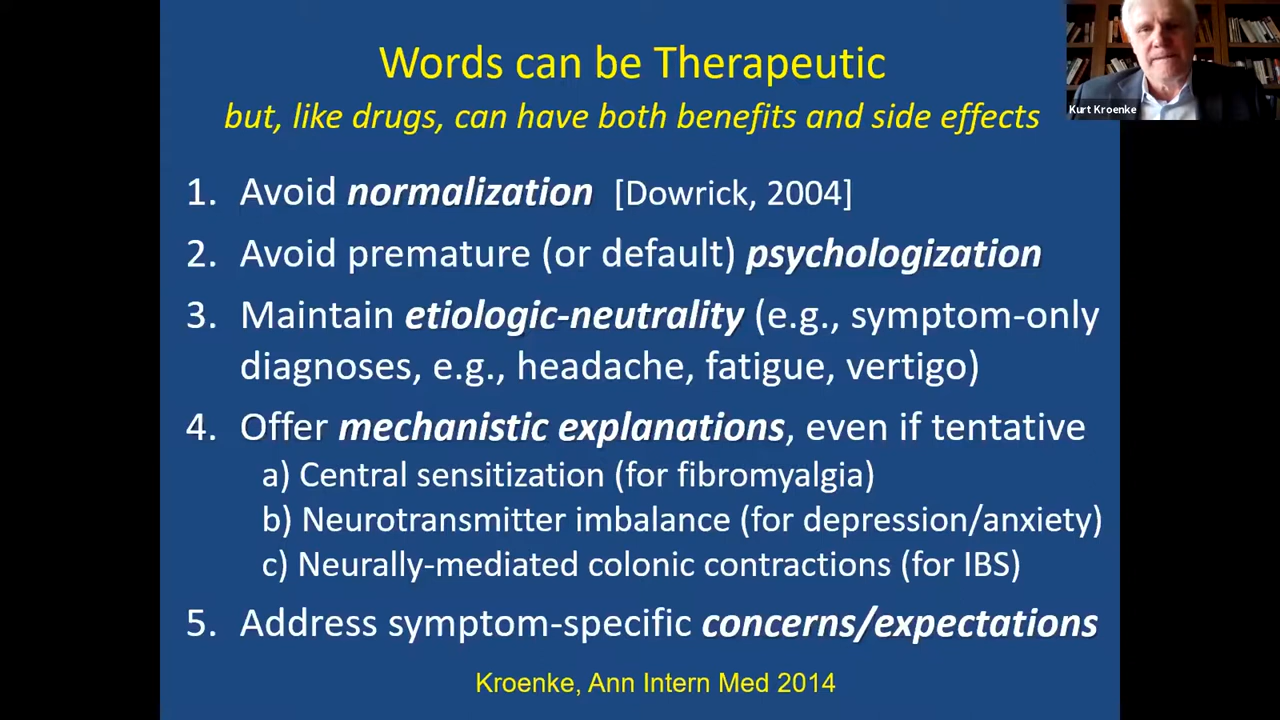 Words can be Therapeutic
but, like drugs, can have both benefits and side effects
Kurt Kroenke
1. Avoid normalization [Dowrick, 2004]
2. Avoid premature (or default) psychologization
3. Maintain etiologic-neutrality (e.g., symptom-only
diagnoses, e.g., headache, fatigue, vertigo)
4. Offer mechanistic explanations, even if tentative
a) Central sensitization (for fibromyalgia)
b) Neurotransmitter imbalance (for depression/anxiety)
c) Neurally-mediated colonic contractions (for IBS)
5. Address symptom-specific concerns/expectations
Kroenke, Ann Intern Med 2014